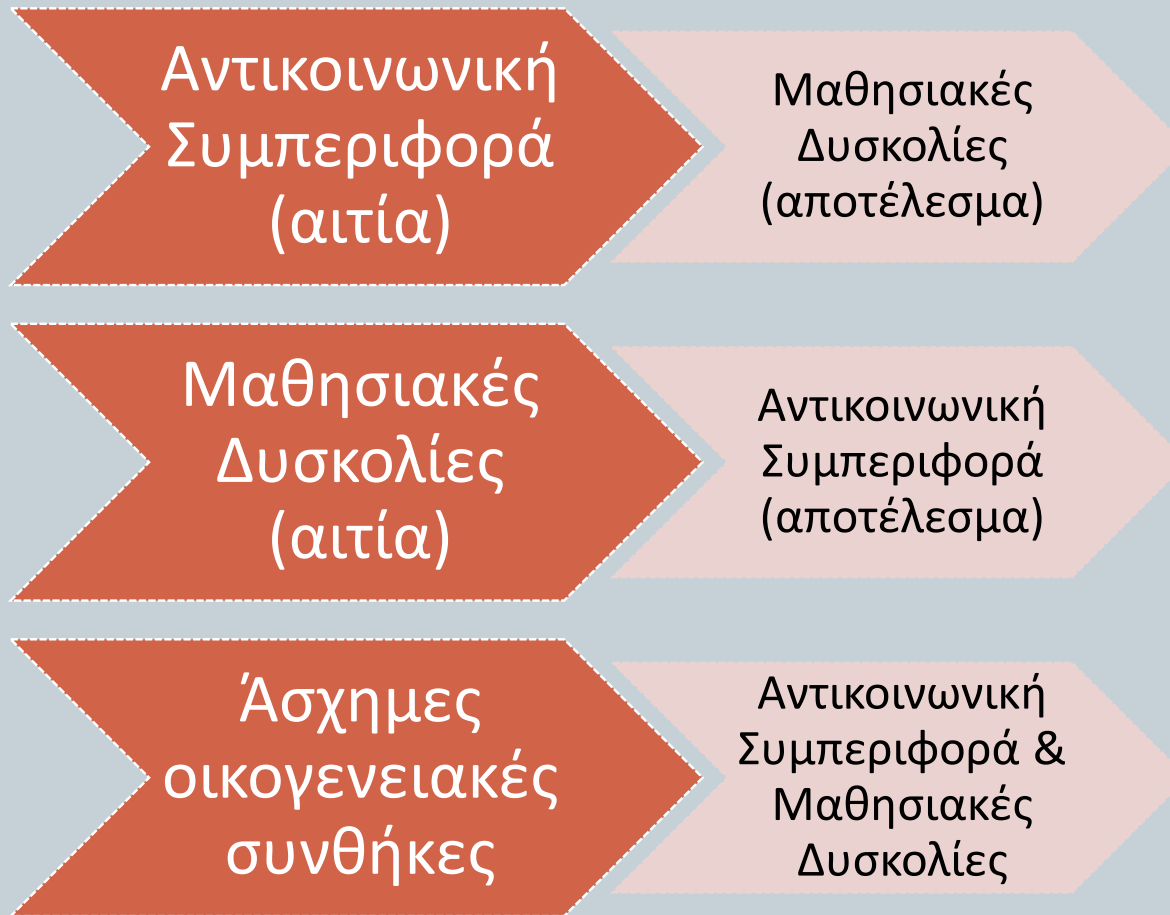 Αντικοινωνική
Συμπεριφορά
(αιτία)
Μαθησιακές
Δυσκολίες
(αποτέλεσμα)
Μαθησιακές
Δυσκολίες
(αιτία)
Αντικοινωνική
Συμπεριφορά
(αποτέλεσμα)
Άσχημες
οικογενειακές
συνθήκες
Αντικοινωνική
Συμπεριφορά &
Μαθησιακές
Δυσκολίες